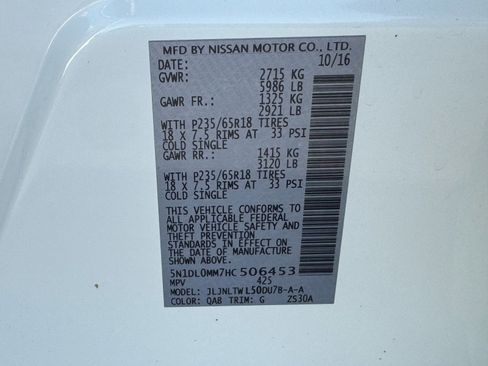 MFD BY NISSAN MOTOR CO., LTD.
DATE: 10/16
GVWR: 2715 KG
5986 LB
GAWR FR.: 1325 KG
2921 LB
WITH P235/65R18 TIRES
18 X 7.5 RIMS AT 33 PSI
COLD SINGLE
GAWR RR.: 1415 KG
3120 LB
WITH P235/65R18 TIRES
18 X 7.5 RIMS AT 33 PSI
COLD SINGLE
THIS VEHICLE CONFORMS TO
ALL APPLICABLE FEDERAL
MOTOR VEHICLE SAFETY AND
STANDARDS IN EFFECT ON
THE DATE OF MANUFACTURE
SHOWN ABOVE.
5N1DL0MM7HC506453
MPV 425
MODEL: JLJNLTWL50DU7B-A-A
COLOR: QAB TRIM: G ZS30A